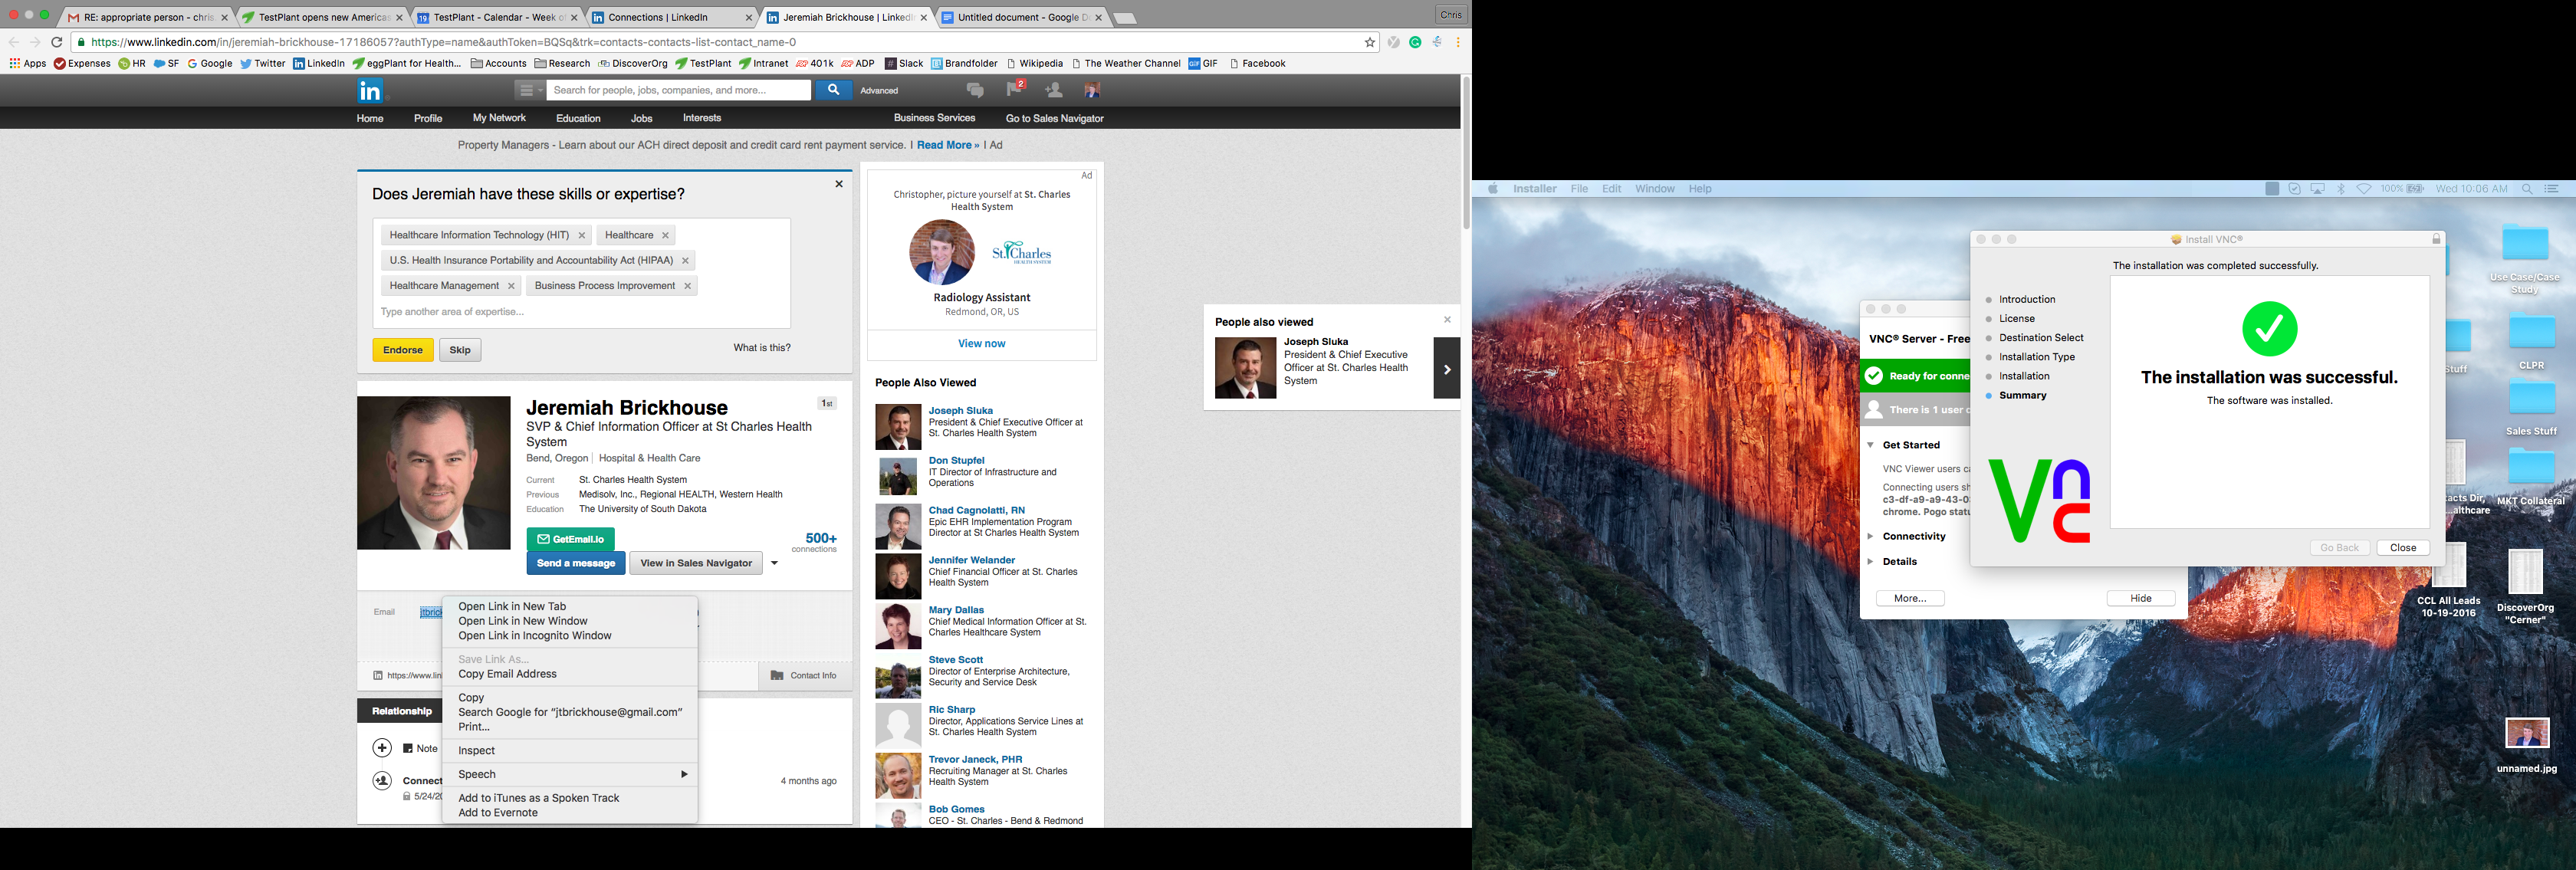 RE: appropriate person - chris
TestPlant opens new Americas
TestPlant - Calendar - Week o
Connections | LinkedIn
Jeremiah Brickhouse | LinkedIn
Untitled document - Google D
Chris
https://www.linkedin.com/in/jeremiah-brickhouse-17186057?authType=name&authToken=BQSq&trk=contacts-contacts-list-contact_name-0
Apps
Expenses
HR
SF
Google
Twitter
LinkedIn
eggPlant for Health...
Accounts
Research
DiscoverOrg
TestPlant
Intranet
401k
ADP
Slack
Brandfolder
Wikipedia
The Weather Channel
GIF
Facebook
in
Search for people, jobs, companies, and more...
Advanced
2
Home
Profile
My Network
Education
Jobs
Interests
Business Services
Go to Sales Navigator
Property Managers - Learn about our ACH direct deposit and credit card rent payment service. | Read More » | Ad
Does Jeremiah have these skills or expertise?
Healthcare Information Technology (HIT)
Healthcare
U.S. Health Insurance Portability and Accountability Act (HIPAA)
Healthcare Management
Business Process Improvement
Type another area of expertise...
Endorse
Skip
What is this?
Jeremiah Brickhouse
1st
SVP & Chief Information Officer at St Charles Health
System
Bend, Oregon
Hospital & Health Care
Current St. Charles Health System
Previous Medisolv, Inc., Regional HEALTH, Western Health
Education The University of South Dakota
GetEmail.io
500+
connections
Send a message
View in Sales Navigator
Email
jtbrick
https://www.lin
Contact Info
Relationship
Note
Connect
4 months ago
5/24/20
Open Link in New Tab
Open Link in New Window
Open Link in Incognito Window
Save Link As...
Copy Email Address
Copy
Search Google for “jtbrickhouse@gmail.com”
Print...
Inspect
Speech
Add to iTunes as a Spoken Track
Add to Evernote
Ad
Christopher, picture yourself at St. Charles
Health System
St. Charles
HEALTH SYSTEM
Radiology Assistant
Redmond, OR, US
View now
People Also Viewed
Joseph Sluka
President & Chief Executive Officer at
St. Charles Health System
Don Stupfel
IT Director of Infrastructure and
Operations
Chad Cagnolatti, RN
Epic EHR Implementation Program
Director at St Charles Health System
Jennifer Welander
Chief Financial Officer at St. Charles
Health System
Mary Dallas
Chief Medical Information Officer at St.
Charles Healthcare System
Steve Scott
Director of Enterprise Architecture,
Security and Service Desk
Ric Sharp
Director, Applications Service Lines at
St. Charles Health System
Trevor Janeck, PHR
Recruiting Manager at St. Charles
Health System
Bob Gomes
CEO - St. Charles - Bend & Redmond
People also viewed
Joseph Sluka
President & Chief Executive
Officer at St. Charles Health
System
Installer
File
Edit
Window
Help
100%
Wed 10:06 AM
VNC® Server - Free
Ready for conne
There is 1 user c
Get Started
VNC Viewer users ca
Connecting users sh
c3-df-a9-a9-43-0
chrome. Pogo statu
Connectivity
Details
More...
Hide
Install VNC®
The installation was completed successfully.
Introduction
License
Destination Select
Installation Type
Installation
Summary
The installation was successful.
The software was installed.
Vnc
Go Back
Close
Use Case/Case
Study
Stuff
CLPR
Sales Stuff
tacts Dir,
...althcare
MKT Collateral
CCL All Leads
10-19-2016
DiscoverOrg
"Cerner"
unnamed.jpg